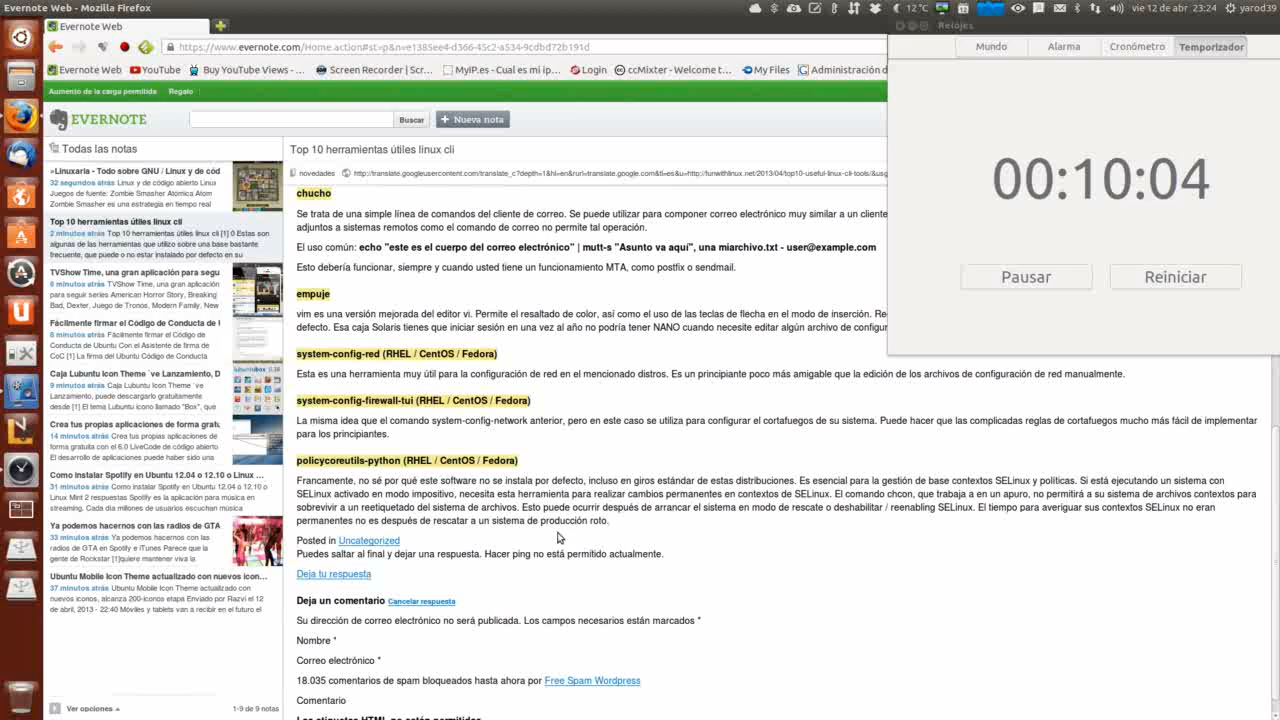 Evernote Web - Mozilla Firefox
12°C
vie 12 de abr, 23:24
yarod39
Evernote Web
https://www.evernote.com/Home.action#st=p&n=e1385ee4-d366-45c2-a534-9cdbd72b191d
Evernote Web
YouTube
Buy YouTube Views - ...
Screen Recorder | Scr...
MyIP.es - Cual es mi ip...
Login
ccMixter - Welcome t...
My Files
Administración d
Aumento de la carga permitida
Regalo
EVERNOTE
Buscar
+ Nueva nota
Todas las notas
»Linuxaria - Todo sobre GNU / Linux y de cód
32 segundos atrás Linux y de código abierto Linux
Juegos de fuente: Zombie Smasher Atómica Atom
Zombie Smasher es una estrategia en tiempo real
Top 10 herramientas útiles linux cli
2 minutos atrás Top 10 herramientas útiles linux cli [1] 0 Estas son
algunas de las herramientas que utilizo sobre una base bastante
frecuente, que puede o no estar instalado por defecto en su
TVShow Time, una gran aplicación para segu
6 minutos atrás TVShow Time, una gran aplicación
para seguir series American Horror Story, Breaking
Bad, Dexter, Juego de Tronos, Modern Family, New
Fácilmente firmar el Código de Conducta de
8 minutos atrás Fácilmente firmar el Código de
Conducta de Ubuntu Con el Asistente de firma de
CoC [1] La firma del Ubuntu Código de Conducta
Caja Lubuntu Icon Theme ¨ve Lanzamiento, D
9 minutos atrás Caja Lubuntu Icon Theme ¨ve
Lanzamiento, puede descargarlo gratuitamente
desde [1] El tema Lubuntu icono llamado "Box", que
Crea tus propias aplicaciones de forma gratu
14 minutos atrás Crea tus propias aplicaciones de
forma gratuita con el 6.0 LiveCode de código abierto
El desarrollo de aplicaciones puede haber sido una
Como instalar Spotify en Ubuntu 12.04 o 12.10 o Linux ...
31 minutos atrás Como instalar Spotify en Ubuntu 12.04 o 12.10 o
Linux Mint 2 respuestas Spotify es la aplicación para música en
streaming. Cada día millones de usuarios escuchan música
Ya podemos hacernos con las radios de GTA
33 minutos atrás Ya podemos hacernos con las
radios de GTA en Spotify e iTunes Parece que la
gente de Rockstar [1]quiere mantener viva la
Ubuntu Mobile Icon Theme actualizado con nuevos icon...
37 minutos atrás Ubuntu Mobile Icon Theme actualizado con
nuevos iconos, alcanza 200-iconos etapa Enviado por Razvi el 12
de abril, 2013 - 22:40 Móviles y tablets van a recibir en el futuro el
Ver opciones
1-9 de 9 notas
Top 10 herramientas útiles linux cli
novedades
http://translate.googleusercontent.com/translate_c?depth=1&hl=en&rurl=translate.google.com&tl=es&u=http://funwithlinux.net/2013/04/top10-useful-linux-cli-tools/&usg
chucho
Se trata de una simple línea de comandos del cliente de correo. Se puede utilizar para componer correo electrónico muy similar a un cliente
adjuntos a sistemas remotos como el comando de correo no permite tal operación.
El uso común: echo "este es el cuerpo del correo electrónico" | mutt-s "Asunto va aquí", una miarchivo.txt - user@example.com
Esto debería funcionar, siempre y cuando usted tiene un funcionamiento MTA, como postfix o sendmail.
empuje
vim es una versión mejorada del editor vi. Permite el resaltado de color, así como el uso de las teclas de flecha en el modo de inserción. Re
defecto. Esa caja Solaris tienes que iniciar sesión en una vez al año no podría tener NANO cuando necesite editar algún archivo de configur
system-config-red (RHEL / CentOS / Fedora)
Esta es una herramienta muy útil para la configuración de red en el mencionado distros. Es un principiante poco más amigable que la edición de los archivos de configuración de red manualmente.
system-config-firewall-tui (RHEL / CentOS / Fedora)
La misma idea que el comando system-config-network anterior, pero en este caso se utiliza para configurar el cortafuegos de su sistema. Puede hacer que las complicadas reglas de cortafuegos mucho más fácil de implementar
para los principiantes.
policycoreutils-python (RHEL / CentOS / Fedora)
Francamente, no sé por qué este software no se instala por defecto, incluso en giros estándar de estas distribuciones. Es esencial para la gestión de base contextos SELinux y políticas. Si está ejecutando un sistema con
SELinux activado en modo impositivo, necesita esta herramienta para realizar cambios permanentes en contextos de SELinux. El comando chcon, que trabaja a en un apuro, no permitirá a su sistema de archivos contextos para
sobrevivir a un reetiquetado del sistema de archivos. Esto puede ocurrir después de arrancar el sistema en modo de rescate o deshabilitar / reenabling SELinux. El tiempo para averiguar sus contextos SELinux no eran
permanentes no es después de rescatar a un sistema de producción roto.
Posted in Uncategorized
Puedes saltar al final y dejar una respuesta. Hacer ping no está permitido actualmente.
Deja tu respuesta
Deja un comentario Cancelar respuesta
Su dirección de correo electrónico no será publicada. Los campos necesarios están marcados *
Nombre *
Correo electrónico *
18.035 comentarios de spam bloqueados hasta ahora por Free Spam Wordpress
Comentario
Las etiquetas HTML no están permitidas
Relojes
Mundo
Alarma
Cronómetro
Temporizador
00:10:04
Pausar
Reiniciar